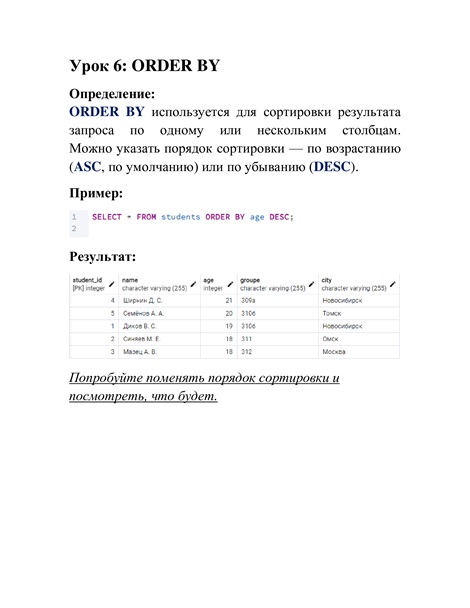 Урок 6: ORDER BY
Определение:
ORDER BY используется для сортировки результата
запроса по одному или нескольким столбцам.
Можно указать порядок сортировки — по возрастанию
(ASC, по умолчанию) или по убыванию (DESC).
Пример:
1 SELECT * FROM students ORDER BY age DESC;
2
Результат:
student_id name age groupe city
[PK] integer character varying (255) integer character varying (255) character varying (255)
4 Ширнин Д. С. 21 309а Новосибирск
5 Семёнов А. А. 20 310б Томск
1 Диков В. С. 19 310б Новосибирск
2 Синяев М. Е. 18 311 Омск
3 Мазец А. В. 18 312 Москва
Попробуйте поменять порядок сортировки и
посмотреть, что будет.